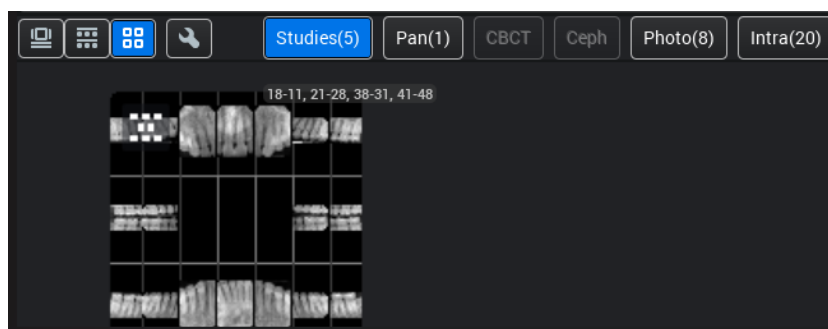 Studies(5) Pan(1) CBCT Ceph Photo(8) Intra(20)
18-11, 21-28, 38-31, 41-48